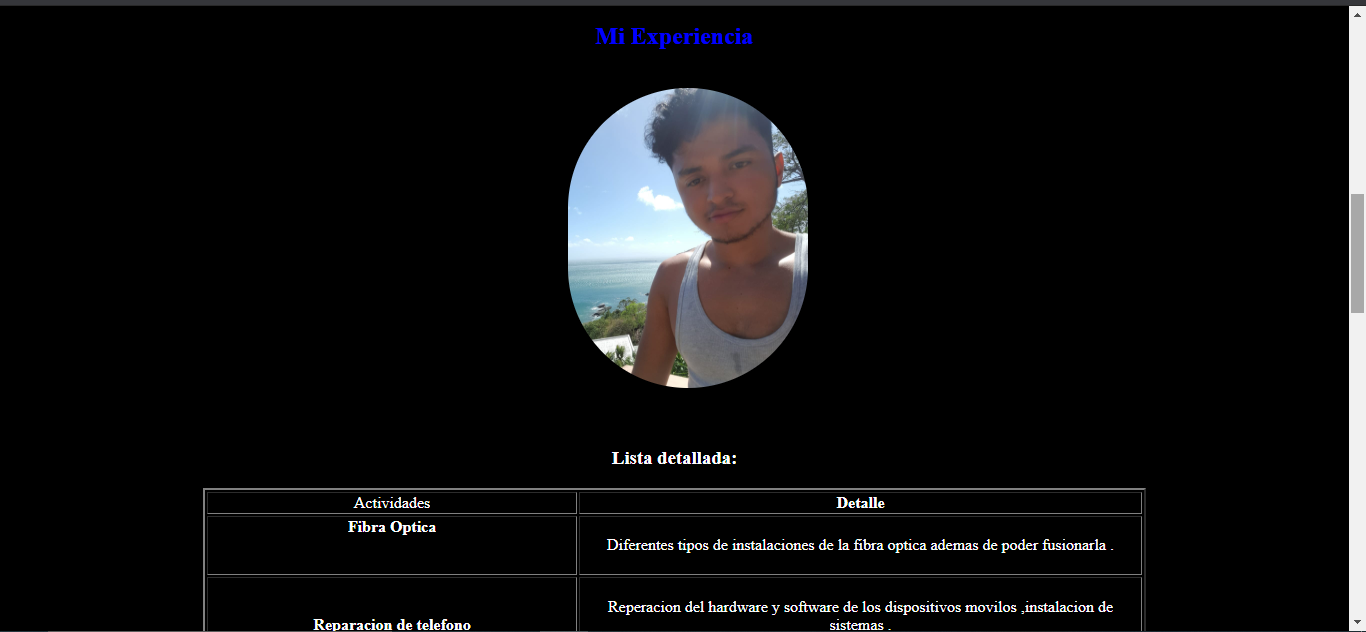 Mi Experiencia
Lista detallada:
Actividades
Detalle
Fibra Optica
Diferentes tipos de instalaciones de la fibra optica ademas de poder fusionarla .
Reparacion de telefono
Reperacion del hardware y software de los dispositivos movilos ,instalacion de
sistemas .